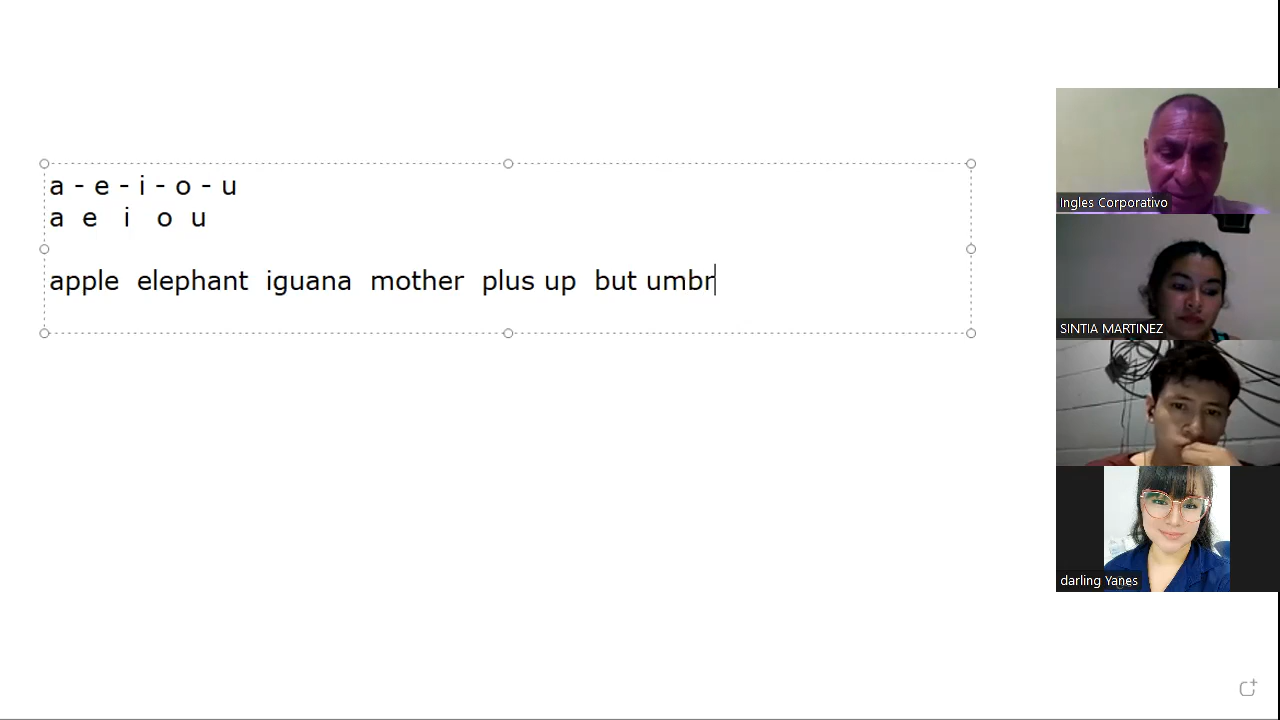 a - e - i - o - u
a e i o u
apple elephant iguana mother plus up but umbr
Ingles Corporativo
SINTIA MARTINEZ
darling Yanes